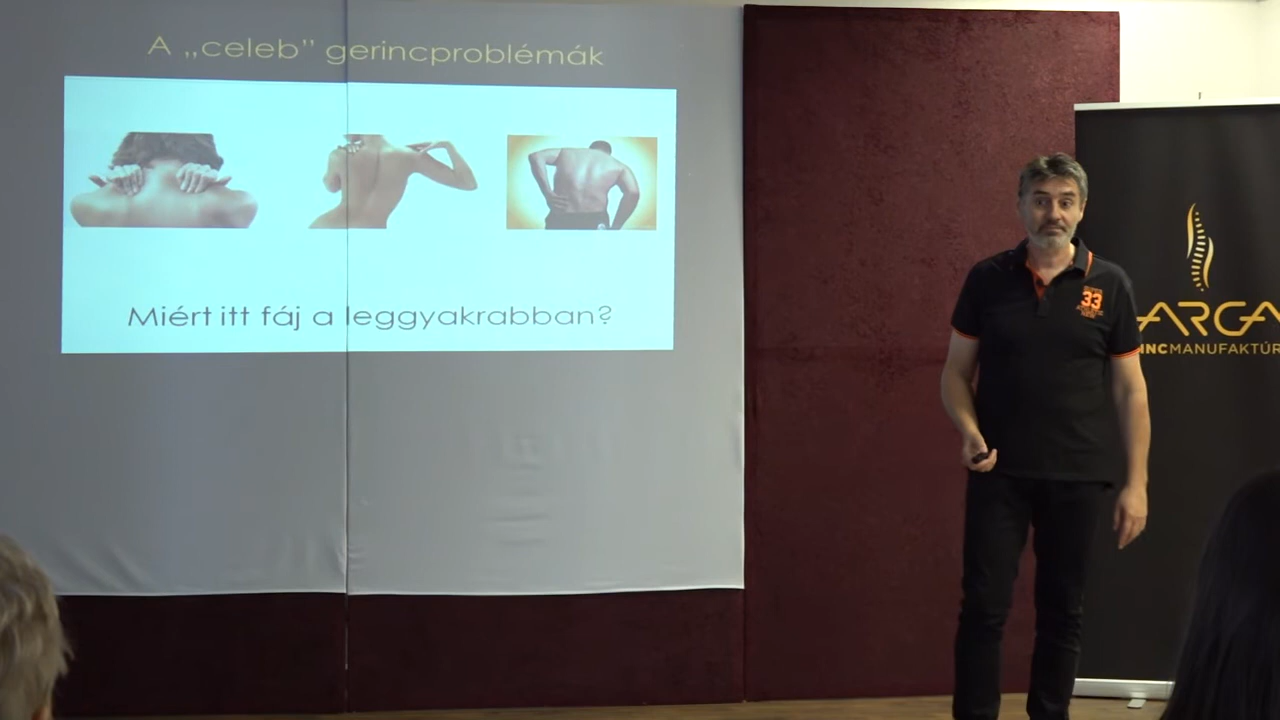 A „celeb” gerincproblémák
Miért itt fáj a leggyakrabban?
33
ARGA
INCMANUFAKTÚR